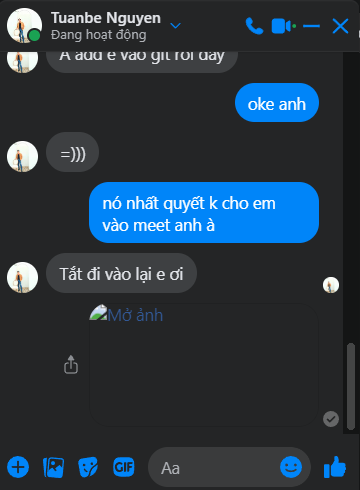 Tuanbe Nguyen
Đang hoạt động
A add e vào git rồi đấy
oke anh
=)))
nó nhất quyết k cho em
vào meet anh à
Tắt đi vào lại e ơi
Mở ảnh
GIF
Aa